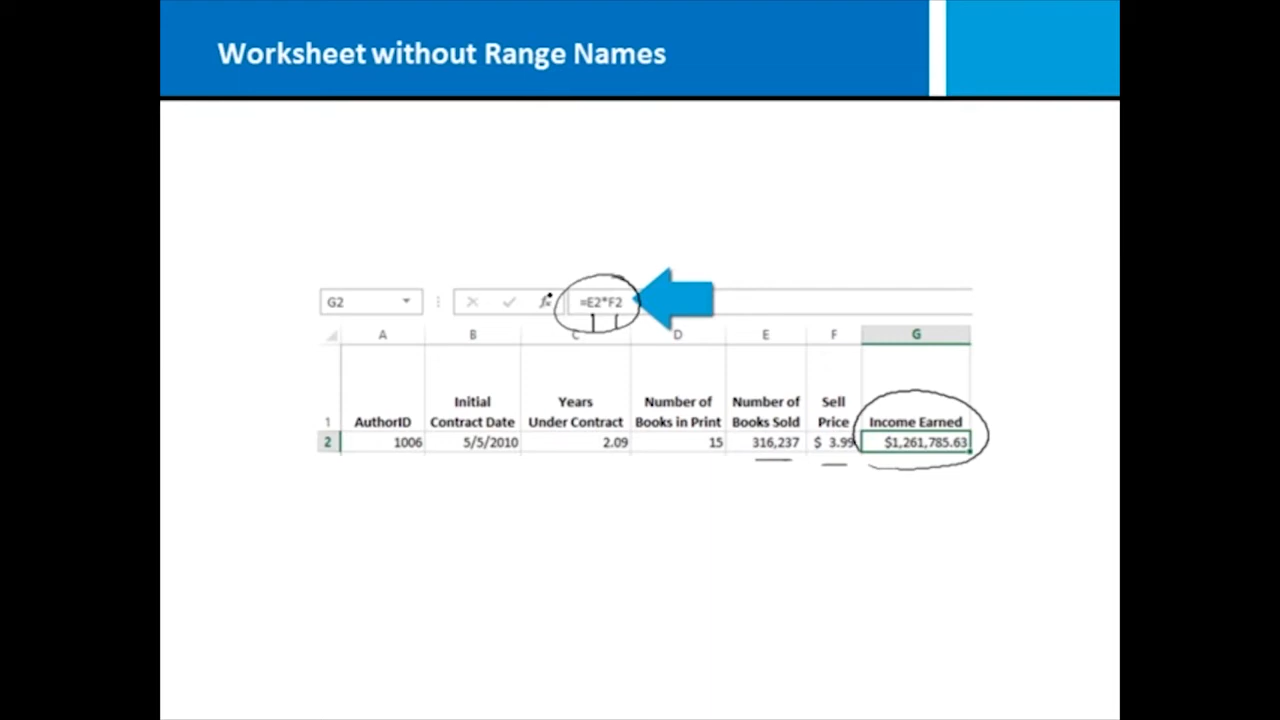 Worksheet without Range Names
G2 fx =E2*F2
A B C D E F G
Initial Years Number of Number of Sell
1 AuthorID Contract Date Under Contract Books in Print Books Sold Price Income Earned
2 1006 5/5/2010 2.09 15 316,237 $ 3.99 $1,261,785.63